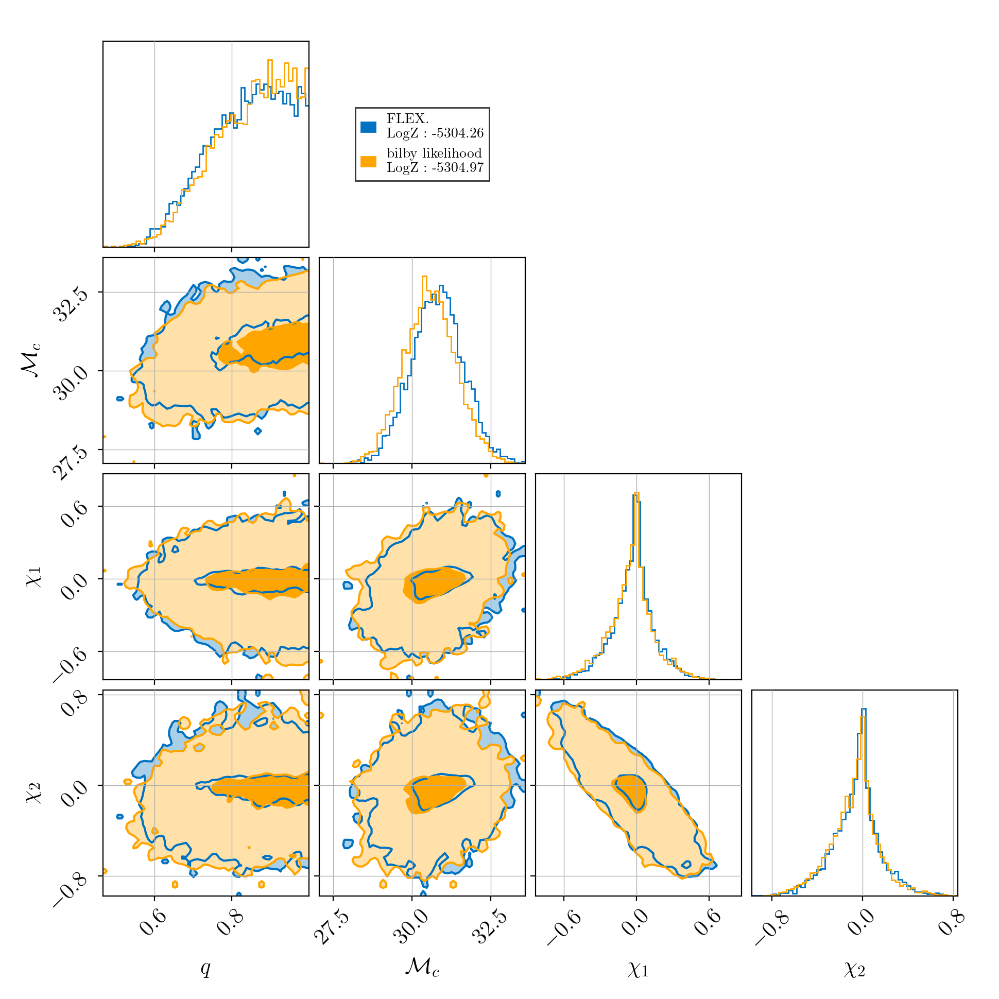 FLEX.
LogZ : -5304.26
bilby likelihood
LogZ : -5304.97
32.5
30.0
27.5
ℳc
0.6
0.0
−0.6
χ1
0.8
0.0
−0.8
χ2
0.6 0.8
27.5 30.0 32.5
−0.6 0.0 0.6
−0.8 0.0 0.8
q ℳc χ1 χ2